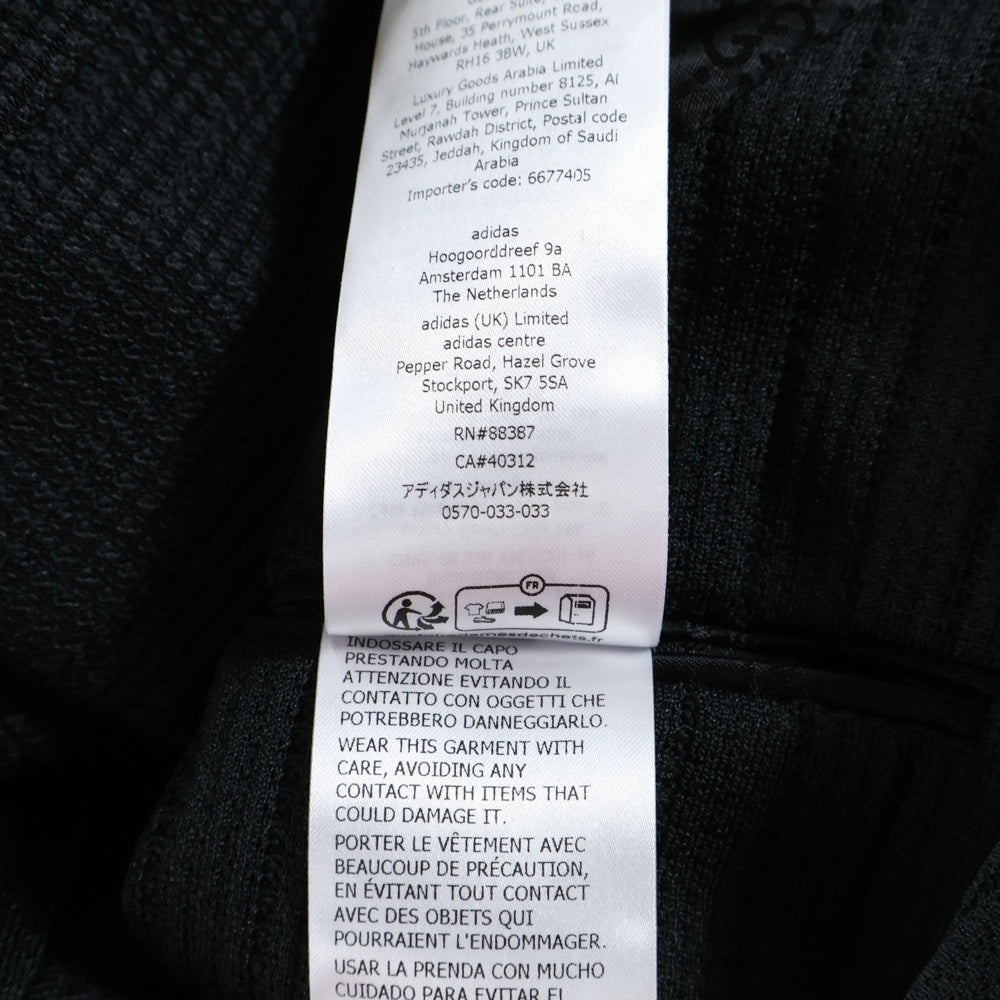 5th Floor, Rear Suite,
House, 35 Perrymount Road,
Haywards Heath, West Sussex
RH16 3BW, UK
Luxury Goods Arabia Limited
Level 7, Building number 8125, Al
Murjanah Tower, Prince Sultan
Street, Rawdah District, Postal code
23435, Jeddah, Kingdom of Saudi
Arabia
Importer's code: 6677405
adidas
Hoogoorddreef 9a
Amsterdam 1101 BA
The Netherlands
adidas (UK) Limited
adidas centre
Pepper Road, Hazel Grove
Stockport, SK7 5SA
United Kingdom
RN#88387
CA#40312
アディダスジャパン株式会社
0570-033-033
FR
INDOSSARE IL CAPO
PRESTANDO MOLTA
ATTENZIONE EVITANDO IL
CONTATTO CON OGGETTI CHE
POTREBBERO DANNEGGIARLO.
WEAR THIS GARMENT WITH
CARE, AVOIDING ANY
CONTACT WITH ITEMS THAT
COULD DAMAGE IT.
PORTER LE VÊTEMENT AVEC
BEAUCOUP DE PRÉCAUTION,
EN ÉVITANT TOUT CONTACT
AVEC DES OBJETS QUI
POURRAIENT L'ENDOMMAGER.
USAR LA PRENDA CON MUCHO
CUIDADO PARA EVITAR EL